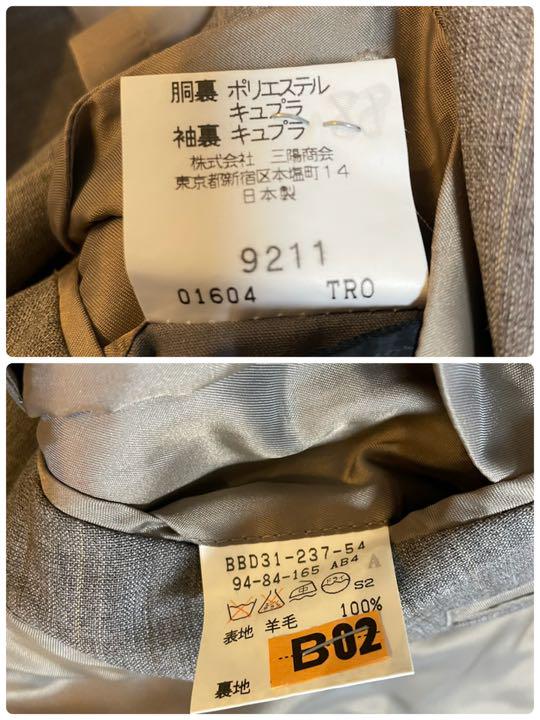 胴裏 ポリエステル
キュプラ
袖裏 キュプラ
株式会社 三陽商会
東京都新宿区本塩町14
日本製
9211
01604 TRO
BBD31-237-54
94-84-165 AB4 A
中 S2
表地 羊毛 100%
B02
裏地